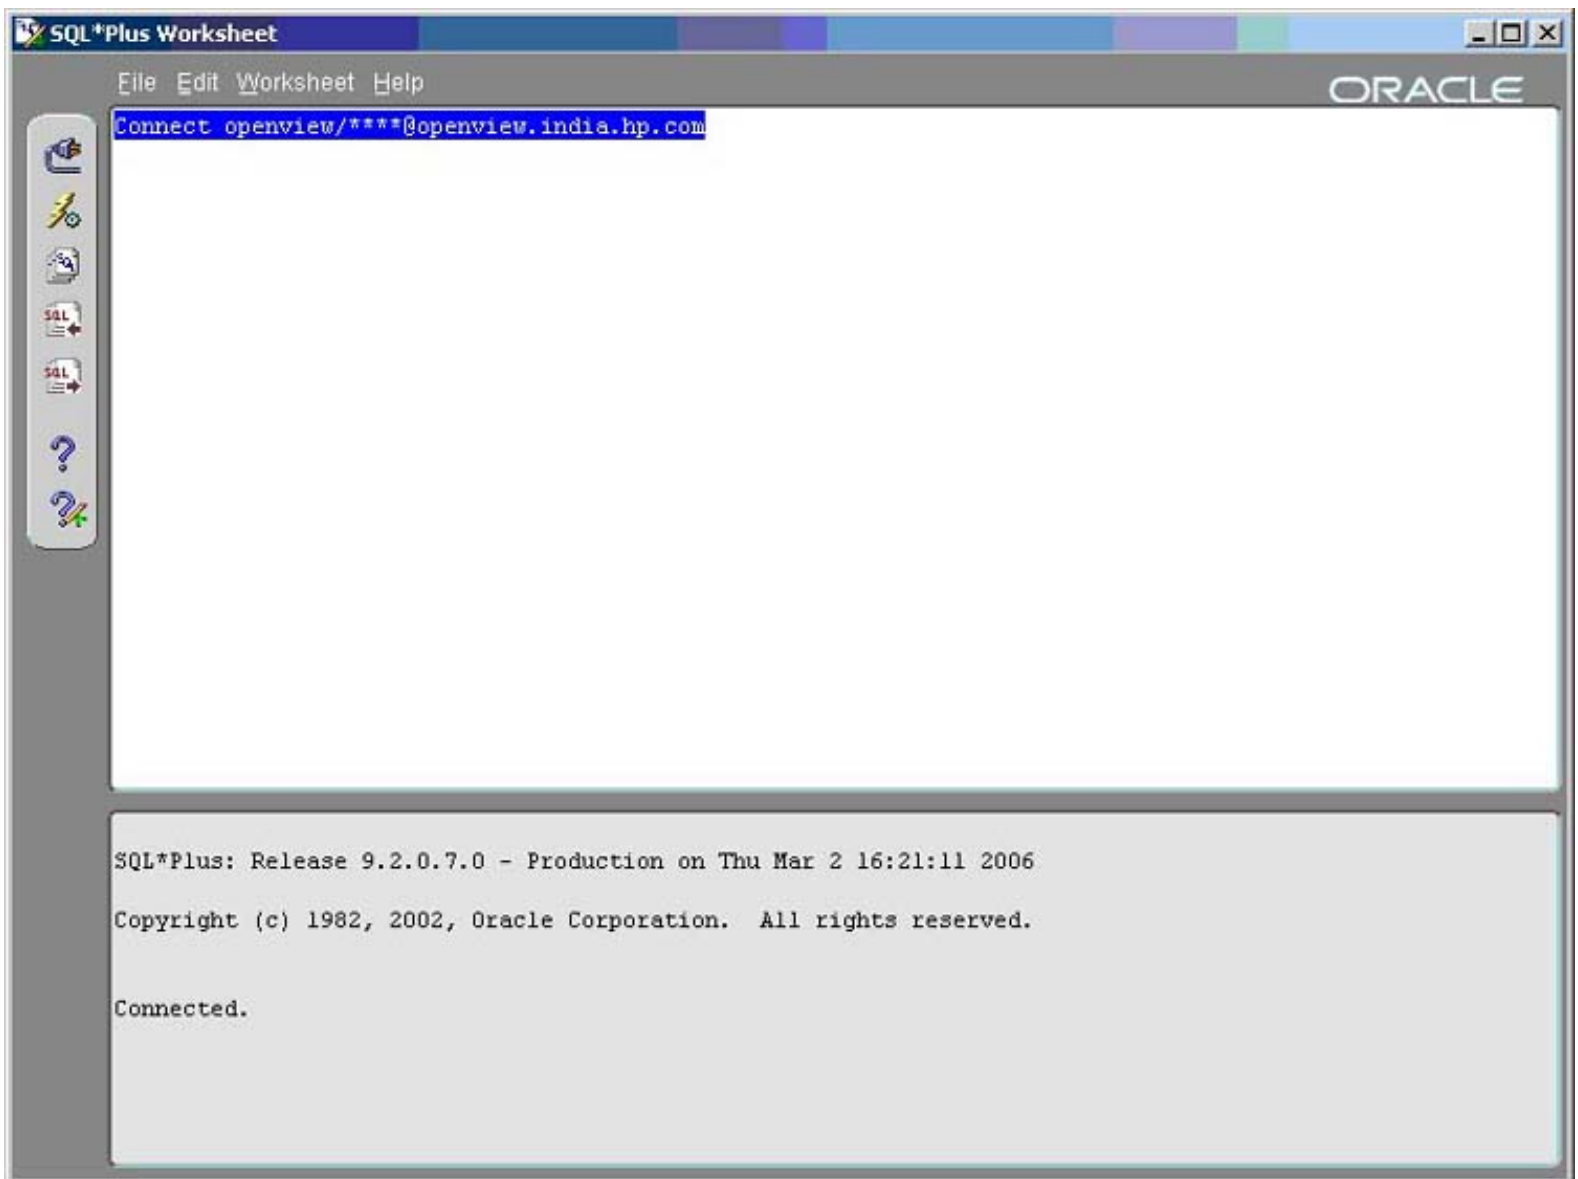 SQL*Plus Worksheet
File Edit Worksheet Help
ORACLE
Connect openview/****@openview.india.hp.com
SQL
SQL
SQL*Plus: Release 9.2.0.7.0 - Production on Thu Mar 2 16:21:11 2006
Copyright (c) 1982, 2002, Oracle Corporation.  All rights reserved.
Connected.